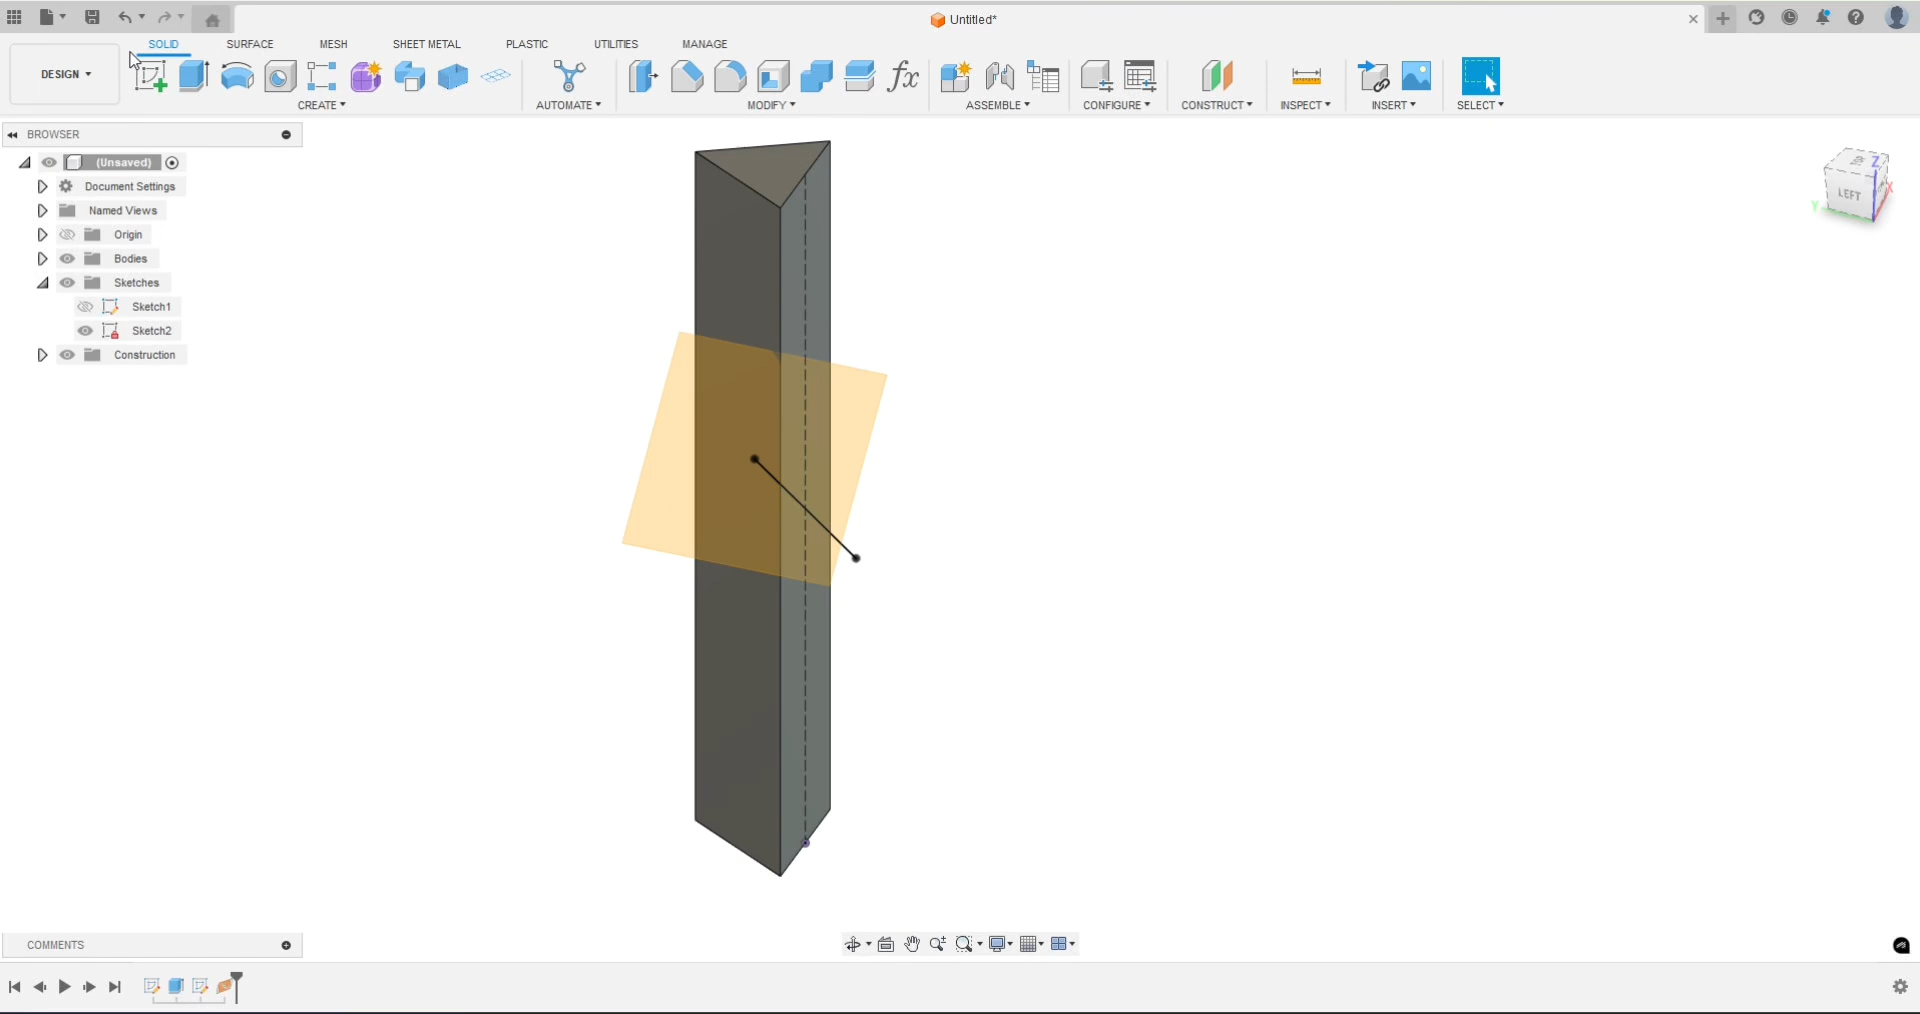 Untitled*
SOLID SURFACE MESH SHEET METAL PLASTIC UTILITIES MANAGE
DESIGN
CREATE AUTOMATE MODIFY ASSEMBLE CONFIGURE CONSTRUCT INSPECT INSERT SELECT
BROWSER
(Unsaved)
Document Settings
Named Views
Origin
Bodies
Sketches
Sketch1
Sketch2
Construction
Z
X
LEFT
Y
COMMENTS